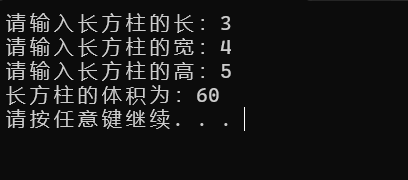 请输入长方柱的长：3
请输入长方柱的宽：4
请输入长方柱的高：5
长方柱的体积为：60
请按任意键继续. . .